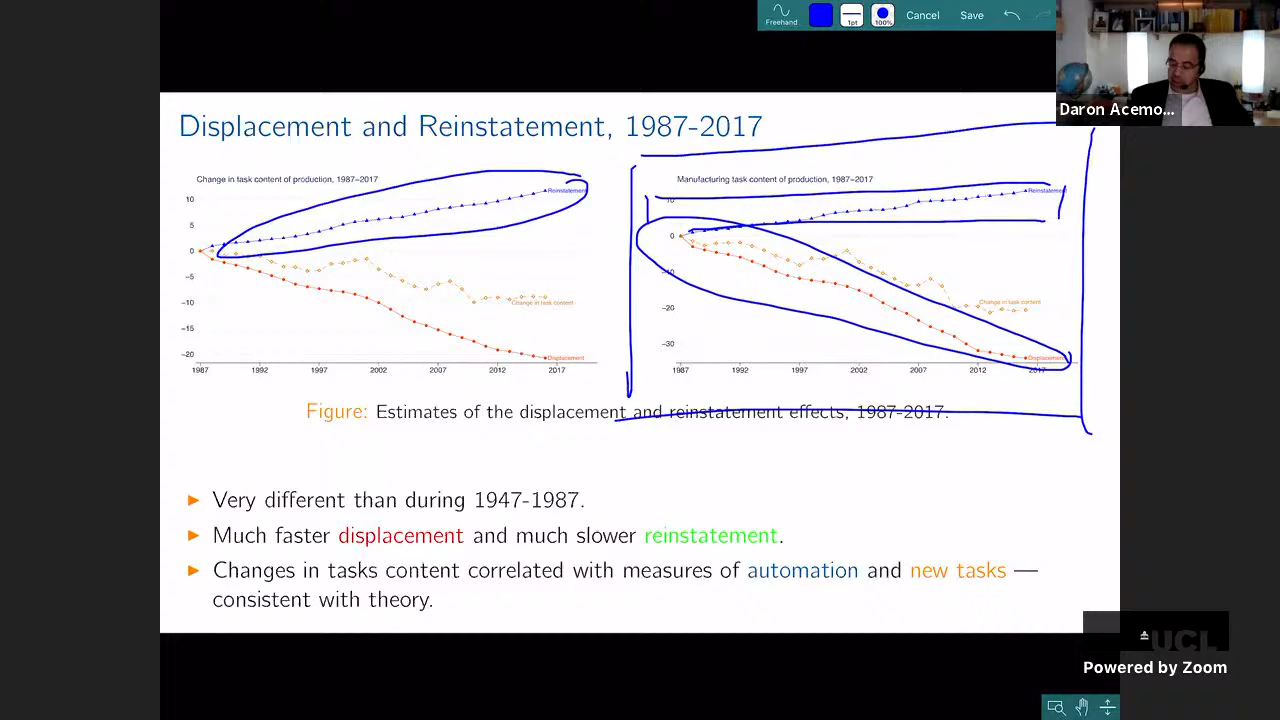 Freehand
1pt
100%
Cancel
Save
Daron Acemo...
Displacement and Reinstatement, 1987-2017
Change in task content of production, 1987–2017
10
5
0
−5
−10
−15
−20
Reinstatement
Change in task content
Displacement
1987
1992
1997
2002
2007
2012
2017
Manufacturing task content of production, 1987–2017
10
0
−10
−20
−30
Reinstatement
Change in task content
Displacement
1987
1992
1997
2002
2007
2012
2017
Figure: Estimates of the displacement and reinstatement effects, 1987-2017.
Very different than during 1947-1987.
Much faster displacement and much slower reinstatement.
Changes in tasks content correlated with measures of automation and new tasks —
consistent with theory.
UCL
Powered by Zoom